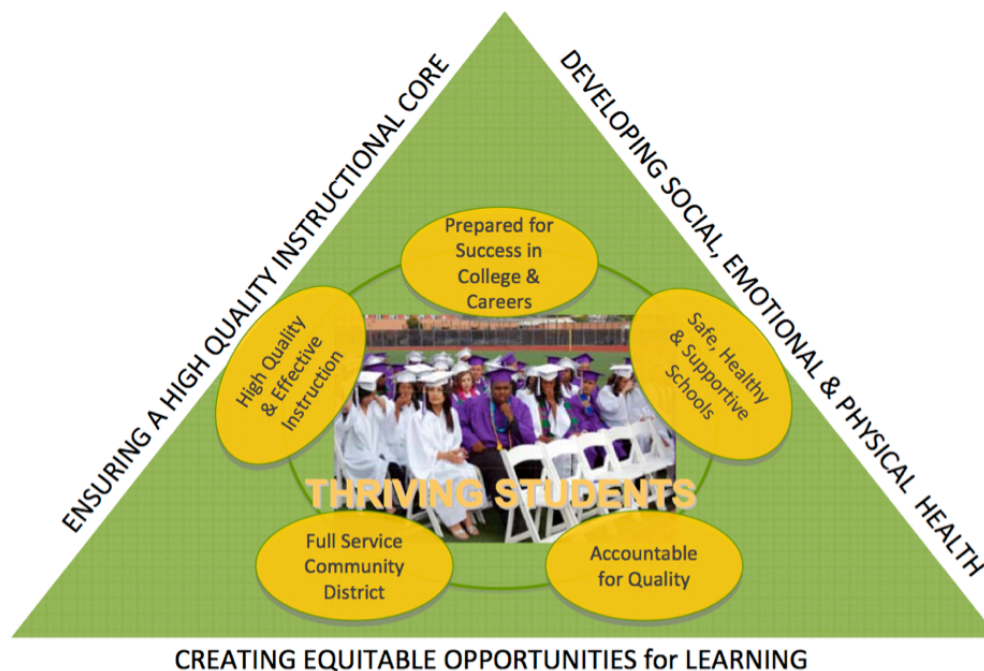 ENSURING A HIGH QUALITY INSTRUCTIONAL CORE
DEVELOPING SOCIAL, EMOTIONAL & PHYSICAL HEALTH
Prepared for
Success in
College &
Careers
High Quality
& Effective
Instruction
Safe, Healthy
& Supportive
Schools
THRIVING STUDENTS
Full Service
Community
District
Accountable
for Quality
CREATING EQUITABLE OPPORTUNITIES for LEARNING